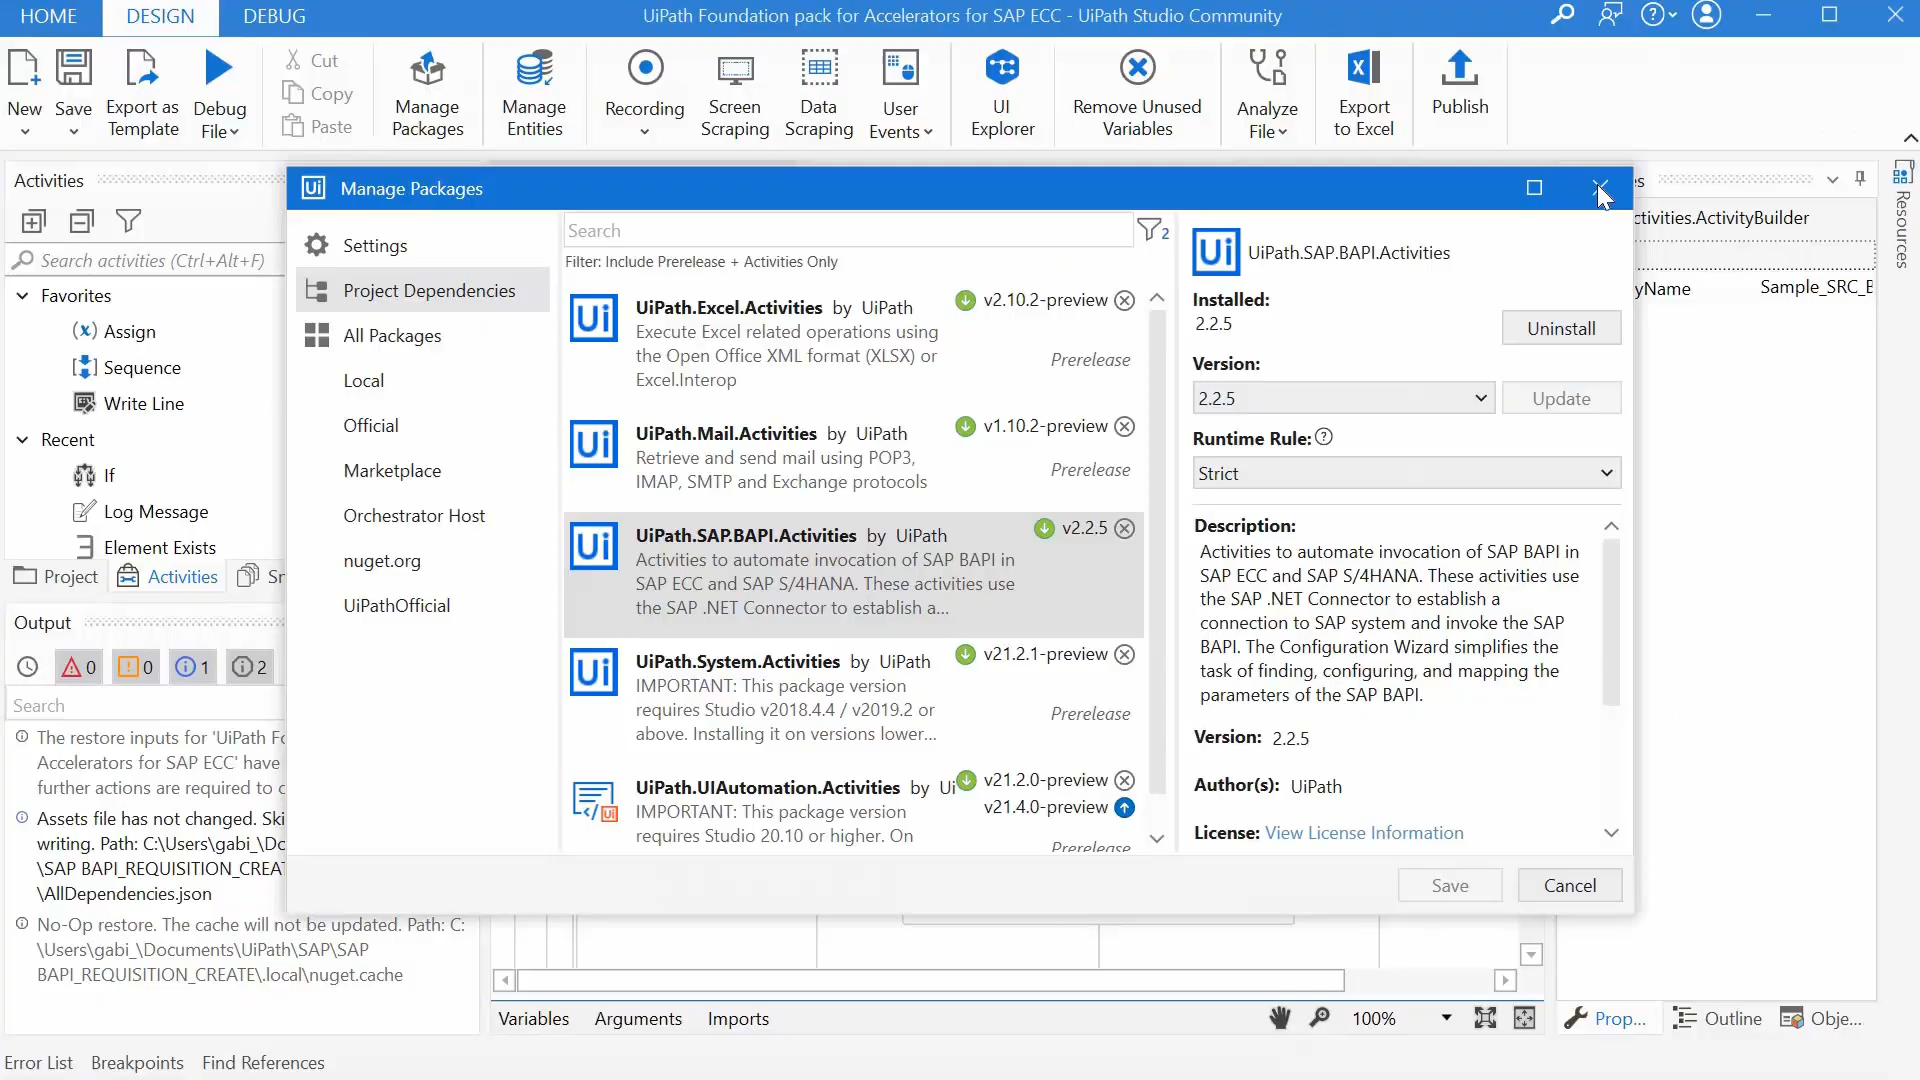 HOME
DESIGN
DEBUG
UiPath Foundation pack for Accelerators for SAP ECC - UiPath Studio Community
New
Save
Export as
Template
Debug
File
Cut
Copy
Paste
Manage
Packages
Manage
Entities
Recording
Screen
Scraping
Data
Scraping
User
Events
UI
Explorer
Remove Unused
Variables
Analyze
File
Export
to Excel
Publish
Activities
Search activities (Ctrl+Alt+F)
Favorites
Assign
Sequence
Write Line
Recent
If
Log Message
Element Exists
Project
Activities
Sn
Output
0
0
1
2
Search
The restore inputs for 'UiPath Fo
Accelerators for SAP ECC' have
further actions are required to c
Assets file has not changed. Ski
writing. Path: C:\Users\gabi_\Do
\SAP BAPI_REQUISITION_CREAT
\AllDependencies.json
No-Op restore. The cache will not be updated. Path: C:
\Users\gabi_\Documents\UiPath\SAP\SAP
BAPI_REQUISITION_CREATE\.local\nuget.cache
Error List
Breakpoints
Find References
Ui
Manage Packages
Settings
Project Dependencies
All Packages
Local
Official
Marketplace
Orchestrator Host
nuget.org
UiPathOfficial
Search
2
Filter: Include Prerelease + Activities Only
Ui
UiPath.Excel.Activities by UiPath
v2.10.2-preview
Execute Excel related operations using
the Open Office XML format (XLSX) or
Excel.Interop
Prerelease
Ui
UiPath.Mail.Activities by UiPath
v1.10.2-preview
Retrieve and send mail using POP3,
IMAP, SMTP and Exchange protocols
Prerelease
Ui
UiPath.SAP.BAPI.Activities by UiPath
v2.2.5
Activities to automate invocation of SAP BAPI in
SAP ECC and SAP S/4HANA. These activities use
the SAP .NET Connector to establish a...
Ui
UiPath.System.Activities by UiPath
v21.2.1-preview
IMPORTANT: This package version
requires Studio v2018.4.4 / v2019.2 or
above. Installing it on versions lower...
Prerelease
Ui
UiPath.UIAutomation.Activities by Ui
v21.2.0-preview
v21.4.0-preview
IMPORTANT: This package version
requires Studio 20.10 or higher. On
Prerelease
Ui
UiPath.SAP.BAPI.Activities
Installed:
2.2.5
Uninstall
Version:
2.2.5
Update
Runtime Rule:
Strict
Description:
Activities to automate invocation of SAP BAPI in
SAP ECC and SAP S/4HANA. These activities use
the SAP .NET Connector to establish a
connection to SAP system and invoke the SAP
BAPI. The Configuration Wizard simplifies the
task of finding, configuring, and mapping the
parameters of the SAP BAPI.
Version: 2.2.5
Author(s): UiPath
License: View License Information
Save
Cancel
es
ctivities.ActivityBuilder
yName
Sample_SRC_B
Resources
Variables
Arguments
Imports
100%
Prop...
Outline
Obje...